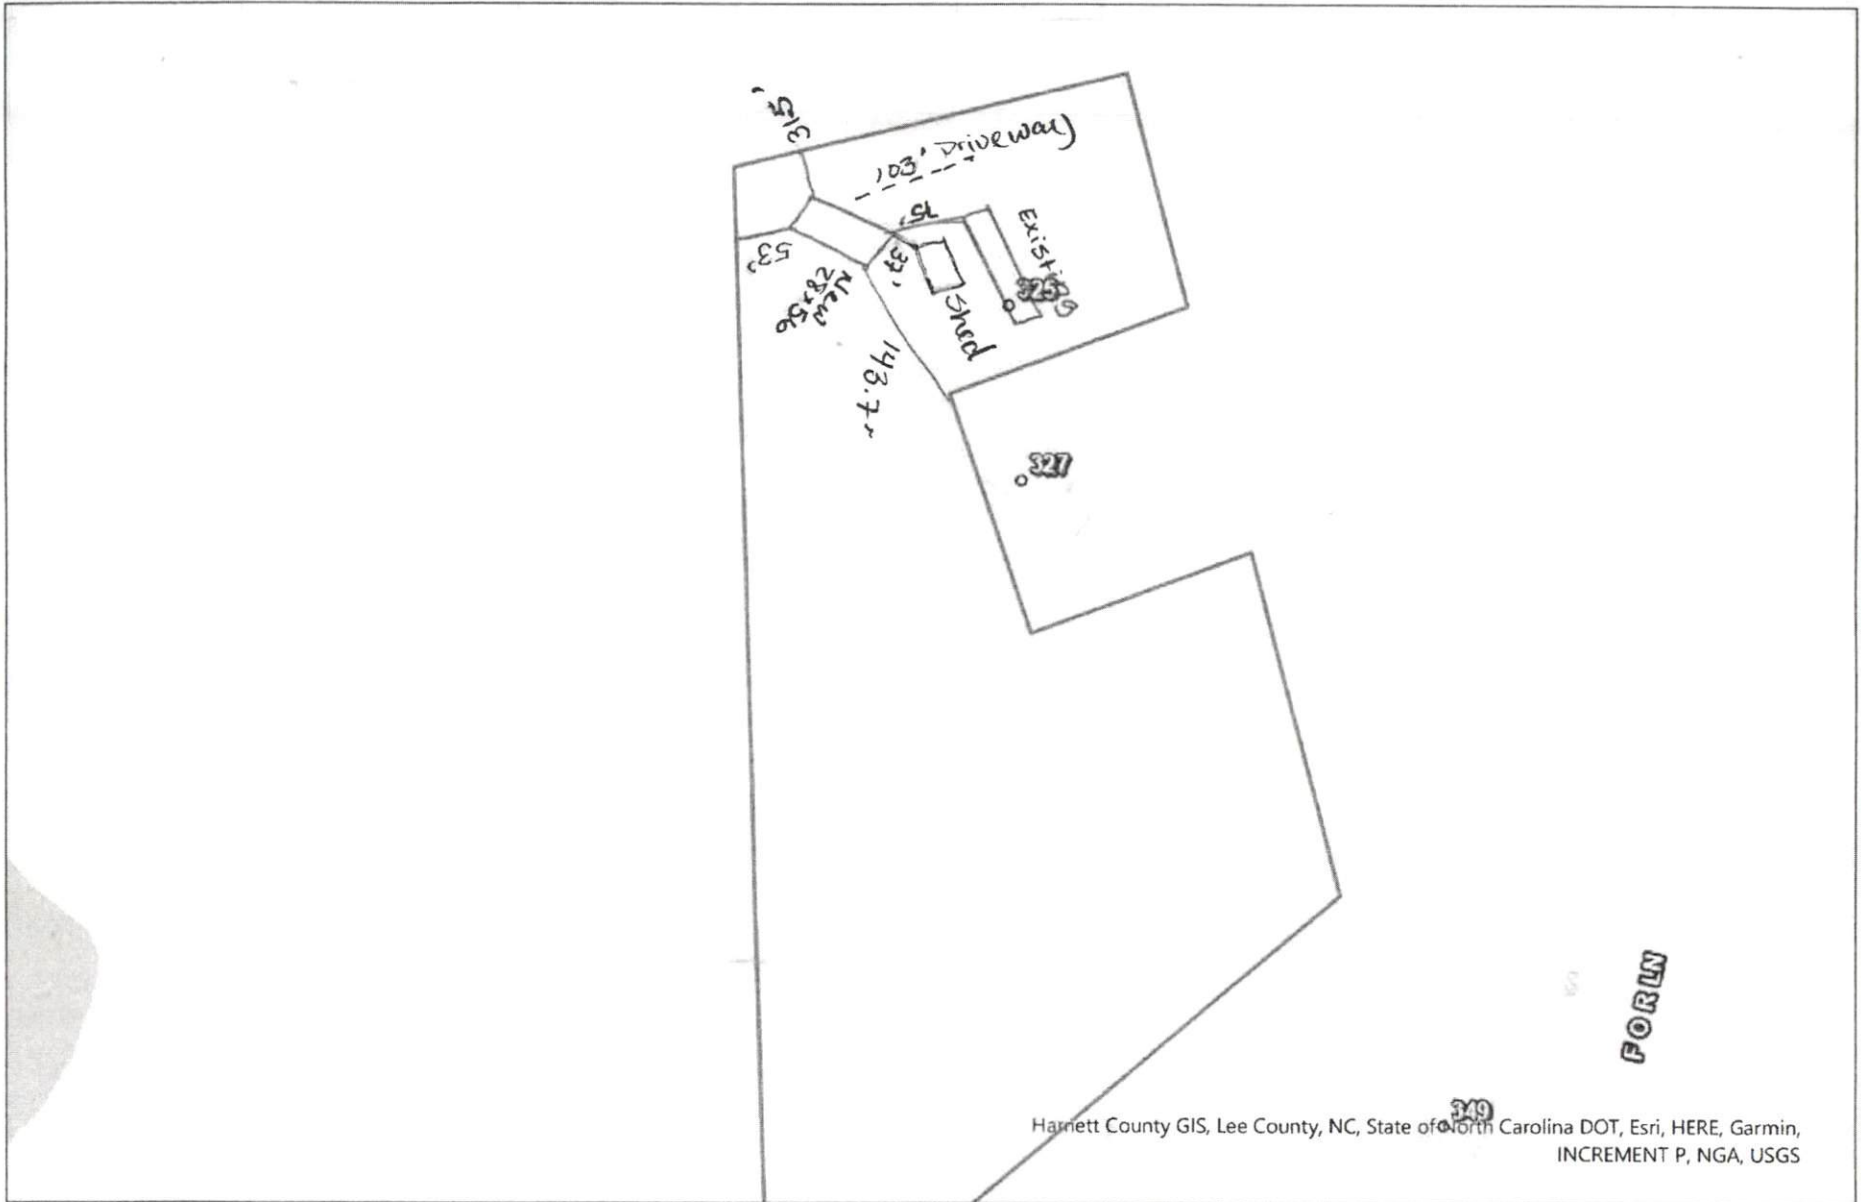 315'
103' Driveway
75'
Existing
325
53'
37'
Shed
New
28x56
143.7'
327
FOR LN
349
Harnett County GIS, Lee County, NC, State of North Carolina DOT, Esri, HERE, Garmin,
INCREMENT P, NGA, USGS